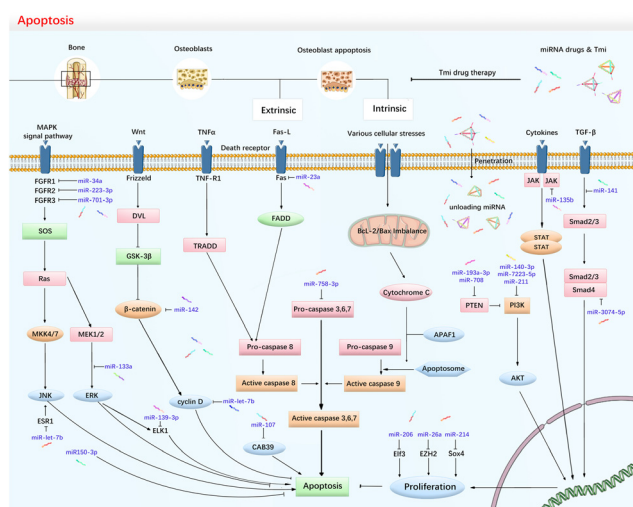 Apoptosis
Bone
Osteoblasts
Osteoblast appoptosis
miRNA drugs & Tmi
Tmi drug therapy
Extrinsic
Intrinsic
MAPK
signal pathway
Wnt
TNFα
Fas-L
Various cellular stresses
Cytokines
TGF-β
Death receptor
Penetration
Frizzeld
TNF-R1
Fas
miR-23a
FGFR1
miR-34a
FGFR2
miR-223-3p
FGFR3
miR-701-3p
JAK
JAK
miR-135b
miR-141
unloading miRNA
DVL
FADD
SOS
TRADD
BcL-2/Bax Imbalance
STAT
STAT
Smad2/3
GSK-3β
Ras
miR-758-3p
Cytochrome C
miR-193a-3p
miR-708
miR-140-3p
miR-7223-5p
miR-211
Smad2/3
Smad4
β-catenin
miR-142
Pro-caspase 3,6,7
PTEN
PI3K
miR-3074-5p
MKK4/7
MEK1/2
APAF1
Pro-caspase 8
Pro-caspase 9
miR-133a
Apoptosome
Active caspase 8
Active caspase 9
AKT
JNK
ERK
cyclin D
miR-let-7b
ESR1
miR-139-3p
ELK1
Active caspase 3,6,7
miR-let-7b
miR-107
miR-206
miR-26a
miR-214
miR150-3p
CAB39
Elf3
EZH2
Sox4
Apoptosis
Proliferation